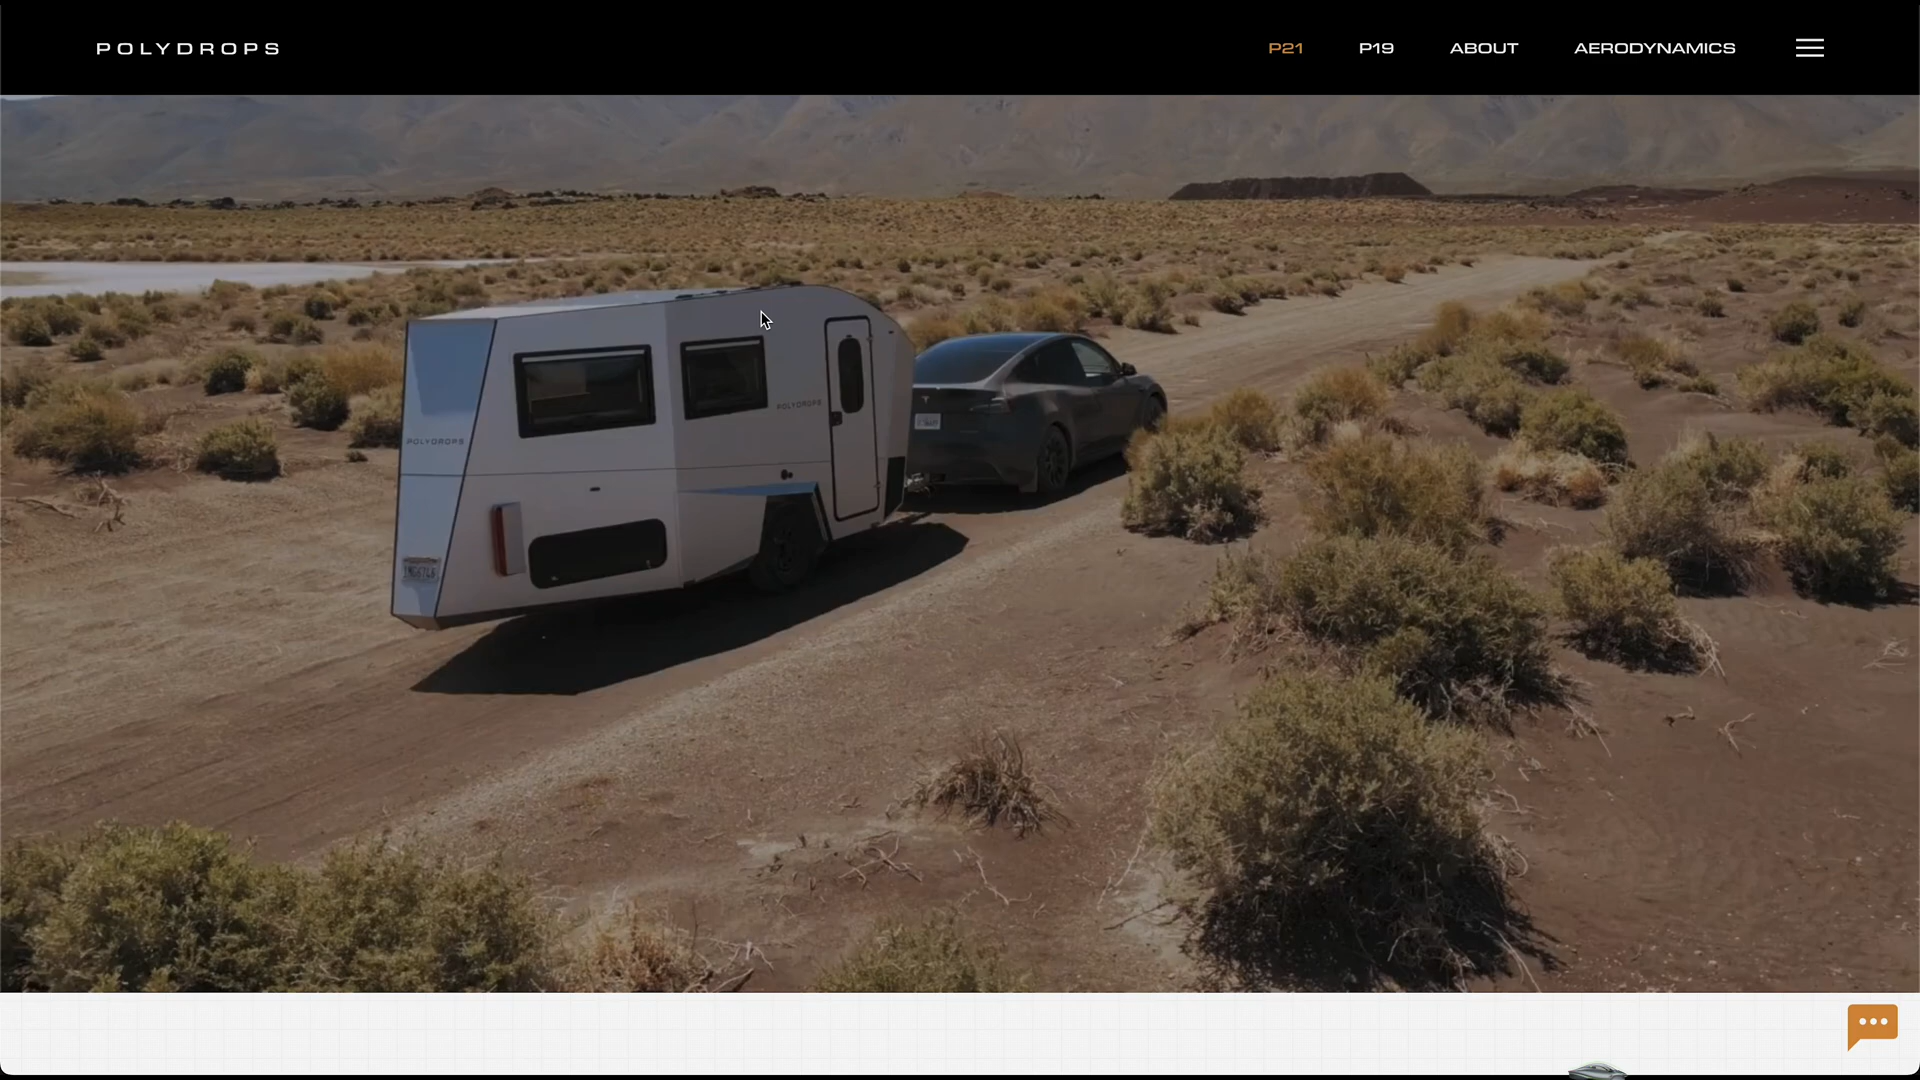 POLYDROPS
P21
P19
ABOUT
AERODYNAMICS
POLYDROPS
POLYDROPS